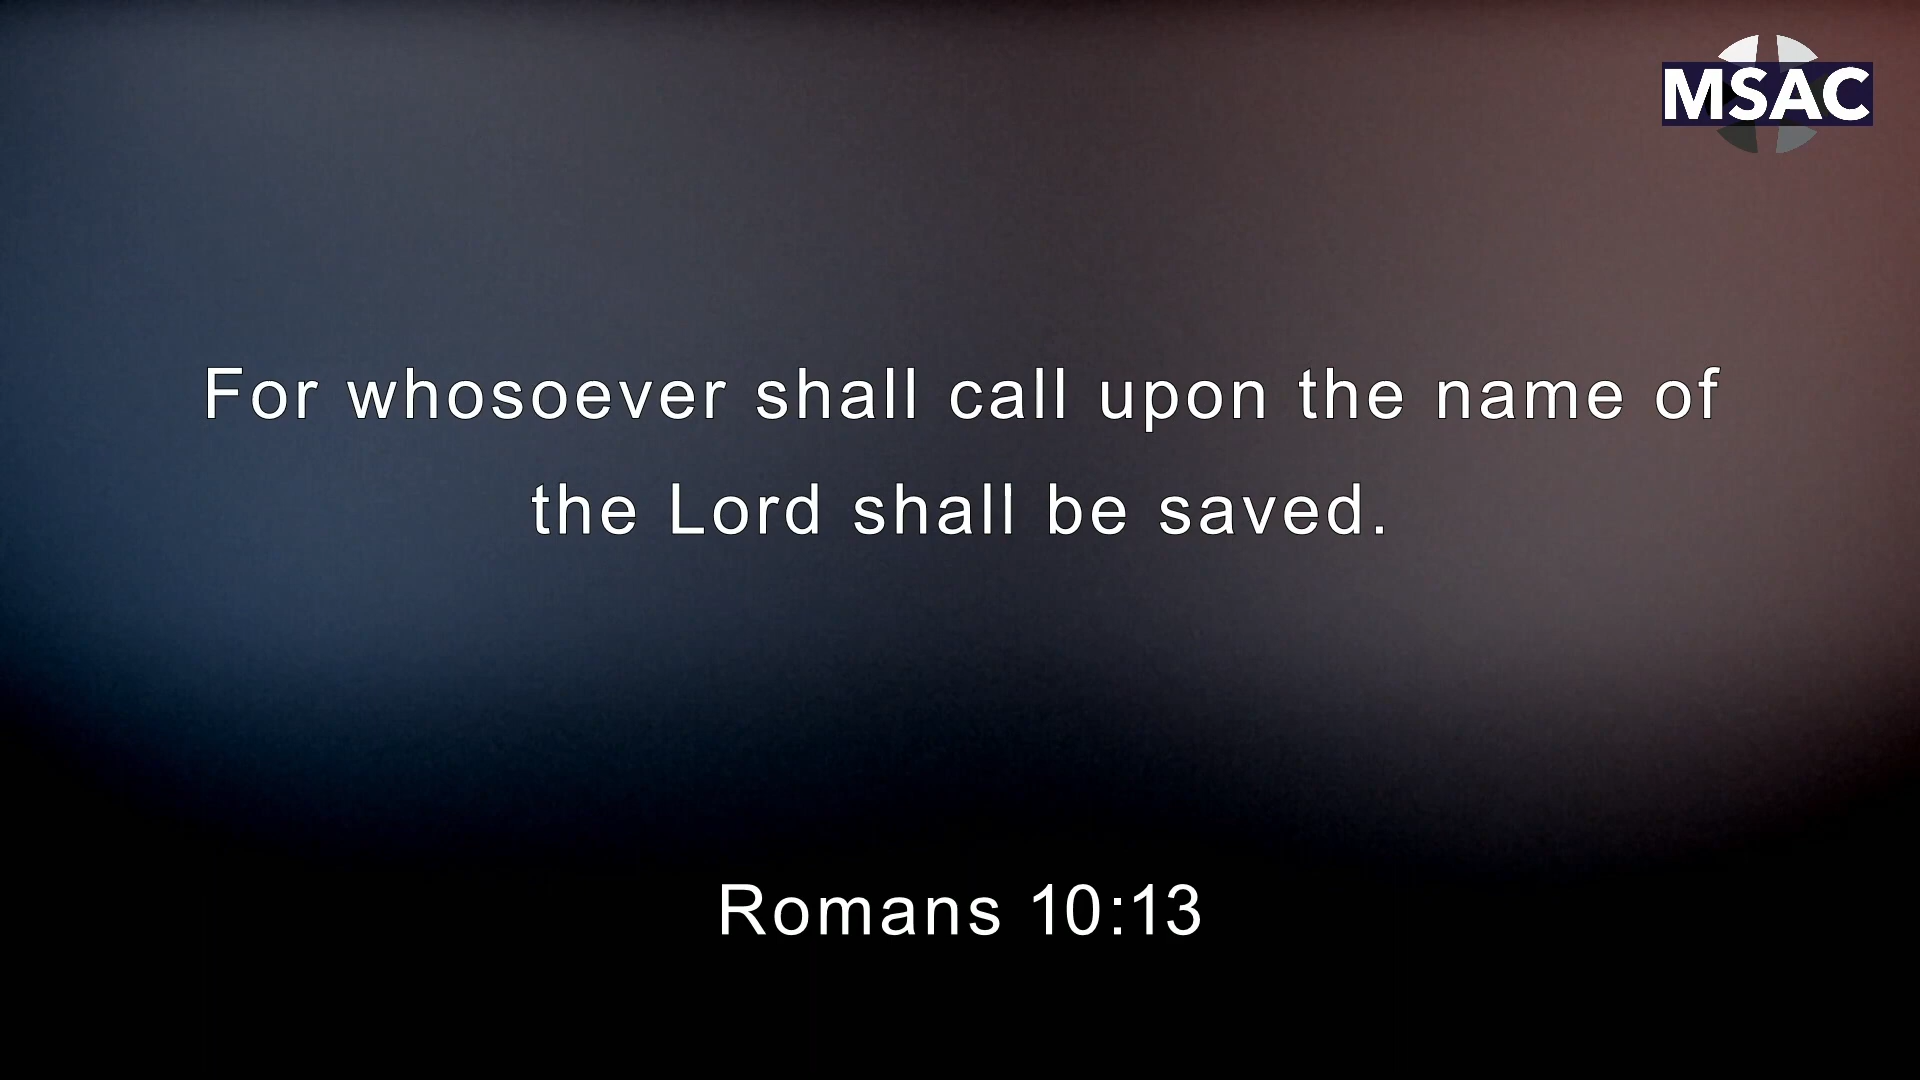 MSAC
For whosoever shall call upon the name of
the Lord shall be saved.
Romans 10:13